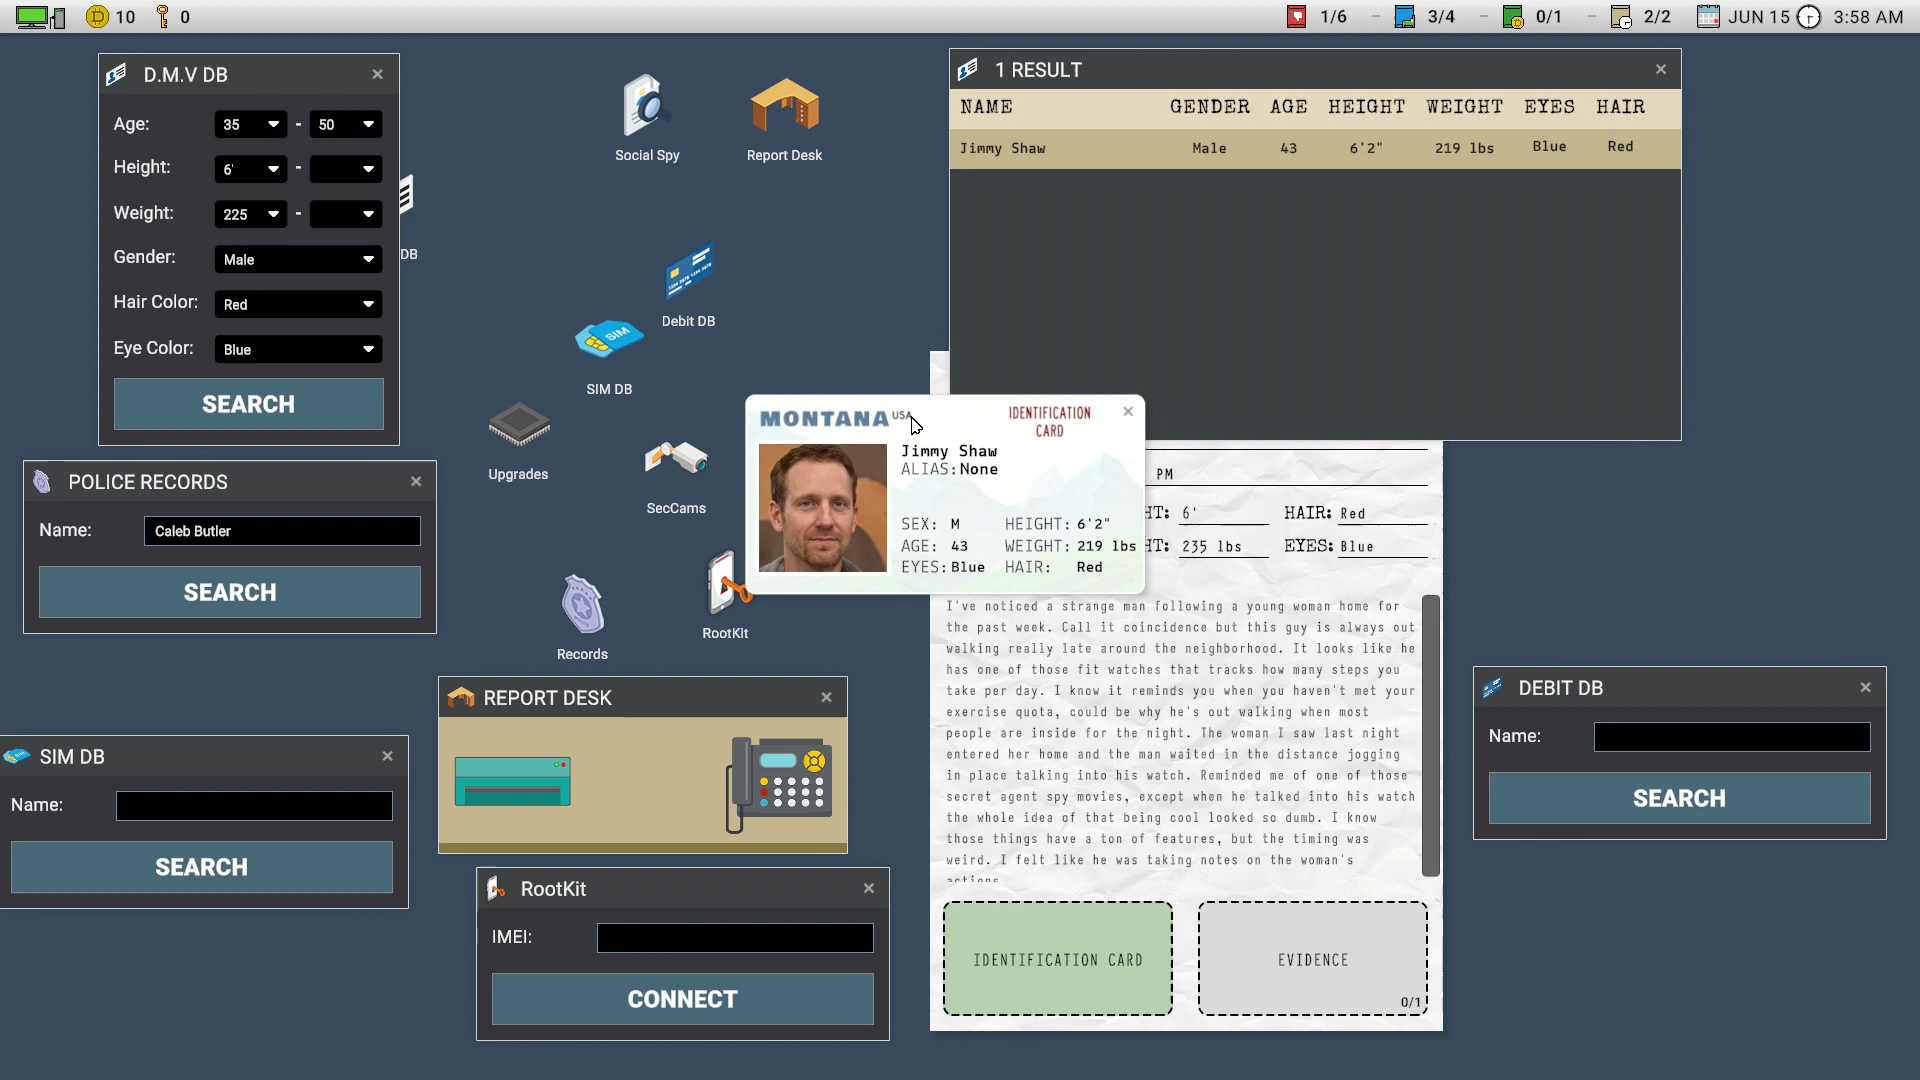 10
0
1/6
3/4
0/1
2/2
JUN 15
3:58 AM
D.M.V DB
Age:
35
-
50
Height:
6'
-
Weight:
225
-
Gender:
Male
Hair Color:
Red
Eye Color:
Blue
SEARCH
DB
Social Spy
Report Desk
Debit DB
SIM
SIM DB
Upgrades
SecCams
Records
RootKit
1 RESULT
NAME GENDER AGE HEIGHT WEIGHT EYES HAIR
Jimmy Shaw Male 43 6'2" 219 lbs Blue Red
POLICE RECORDS
Name:
Caleb Butler
SEARCH
MONTANA USA
IDENTIFICATION
CARD
Jimmy Shaw
ALIAS: None
SEX: M HEIGHT: 6'2"
AGE: 43 WEIGHT: 219 lbs
EYES: Blue HAIR: Red
PM
HT: 6' HAIR: Red
HT: 235 lbs EYES: Blue
I've noticed a strange man following a young woman home for
the past week. Call it coincidence but this guy is always out
walking really late around the neighborhood. It looks like he
has one of those fit watches that tracks how many steps you
take per day. I know it reminds you when you haven't met your
exercise quota, could be why he's out walking when most
people are inside for the night. The woman I saw last night
entered her home and the man waited in the distance jogging
in place talking into his watch. Reminded me of one of those
secret agent spy movies, except when he talked into his watch
the whole idea of that being cool looked so dumb. I know
those things have a ton of features, but the timing was
weird. I felt like he was taking notes on the woman's
actions
IDENTIFICATION CARD
EVIDENCE
0/1
SIM DB
Name:
SEARCH
REPORT DESK
RootKit
IMEI:
CONNECT
DEBIT DB
Name:
SEARCH